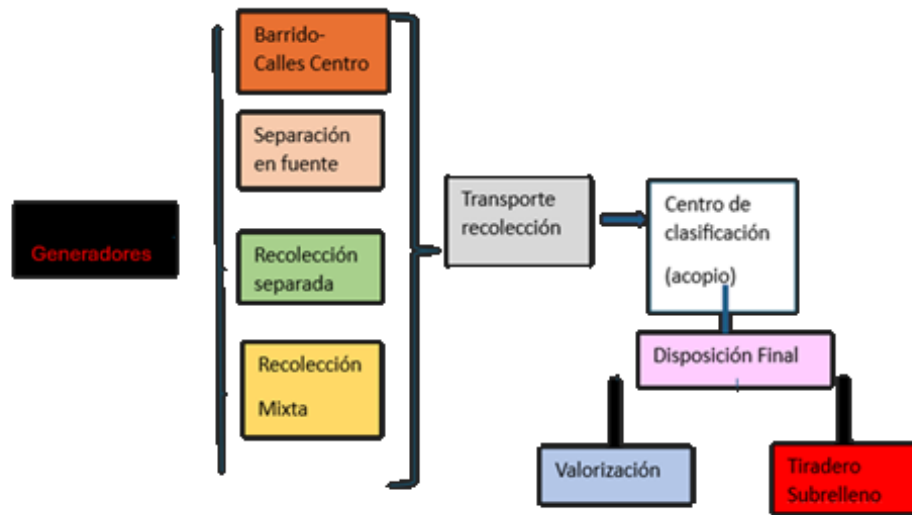 Barrido-
Calles Centro
Separación
en fuente
Generadores
Recolección
separada
Recolección
Mixta
Transporte
recolección
Centro de
clasificación
(acopio)
Disposición Final
Valorización
Tiradero
Subrelleno